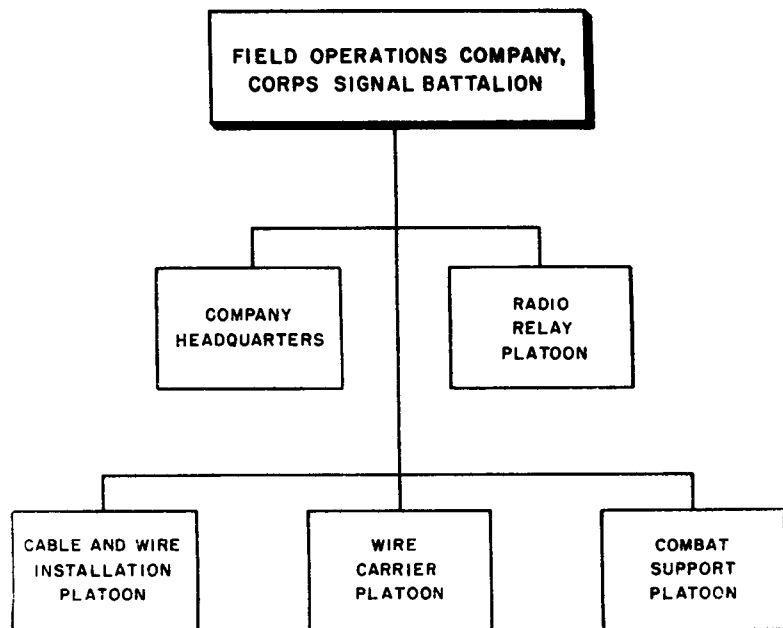 FIELD OPERATIONS COMPANY,
CORPS SIGNAL BATTALION
COMPANY
HEADQUARTERS
RADIO
RELAY
PLATOON
CABLE AND WIRE
INSTALLATION
PLATOON
WIRE
CARRIER
PLATOON
COMBAT
SUPPORT
PLATOON